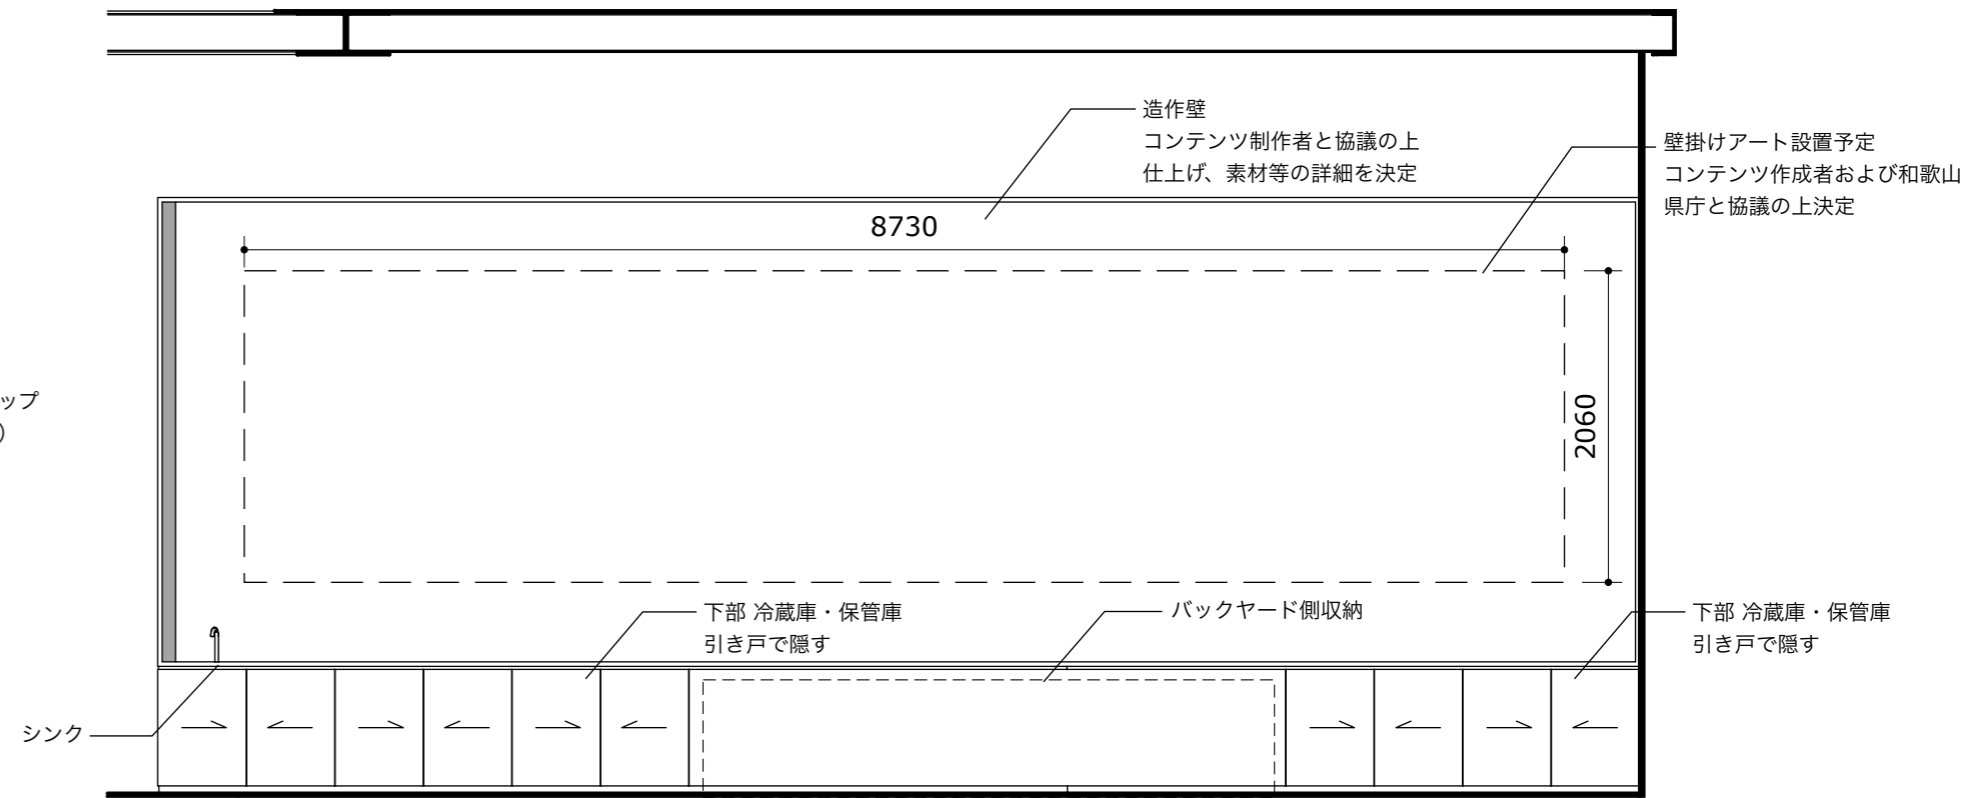 造作壁
コンテンツ制作者と協議の上
仕上げ、素材等の詳細を決定
壁掛けアート設置予定
コンテンツ作成者および和歌山
県庁と協議の上決定
8730
ップ
）
2060
下部 冷蔵庫・保管庫
引き戸で隠す
バックヤード側収納
下部 冷蔵庫・保管庫
引き戸で隠す
シンク